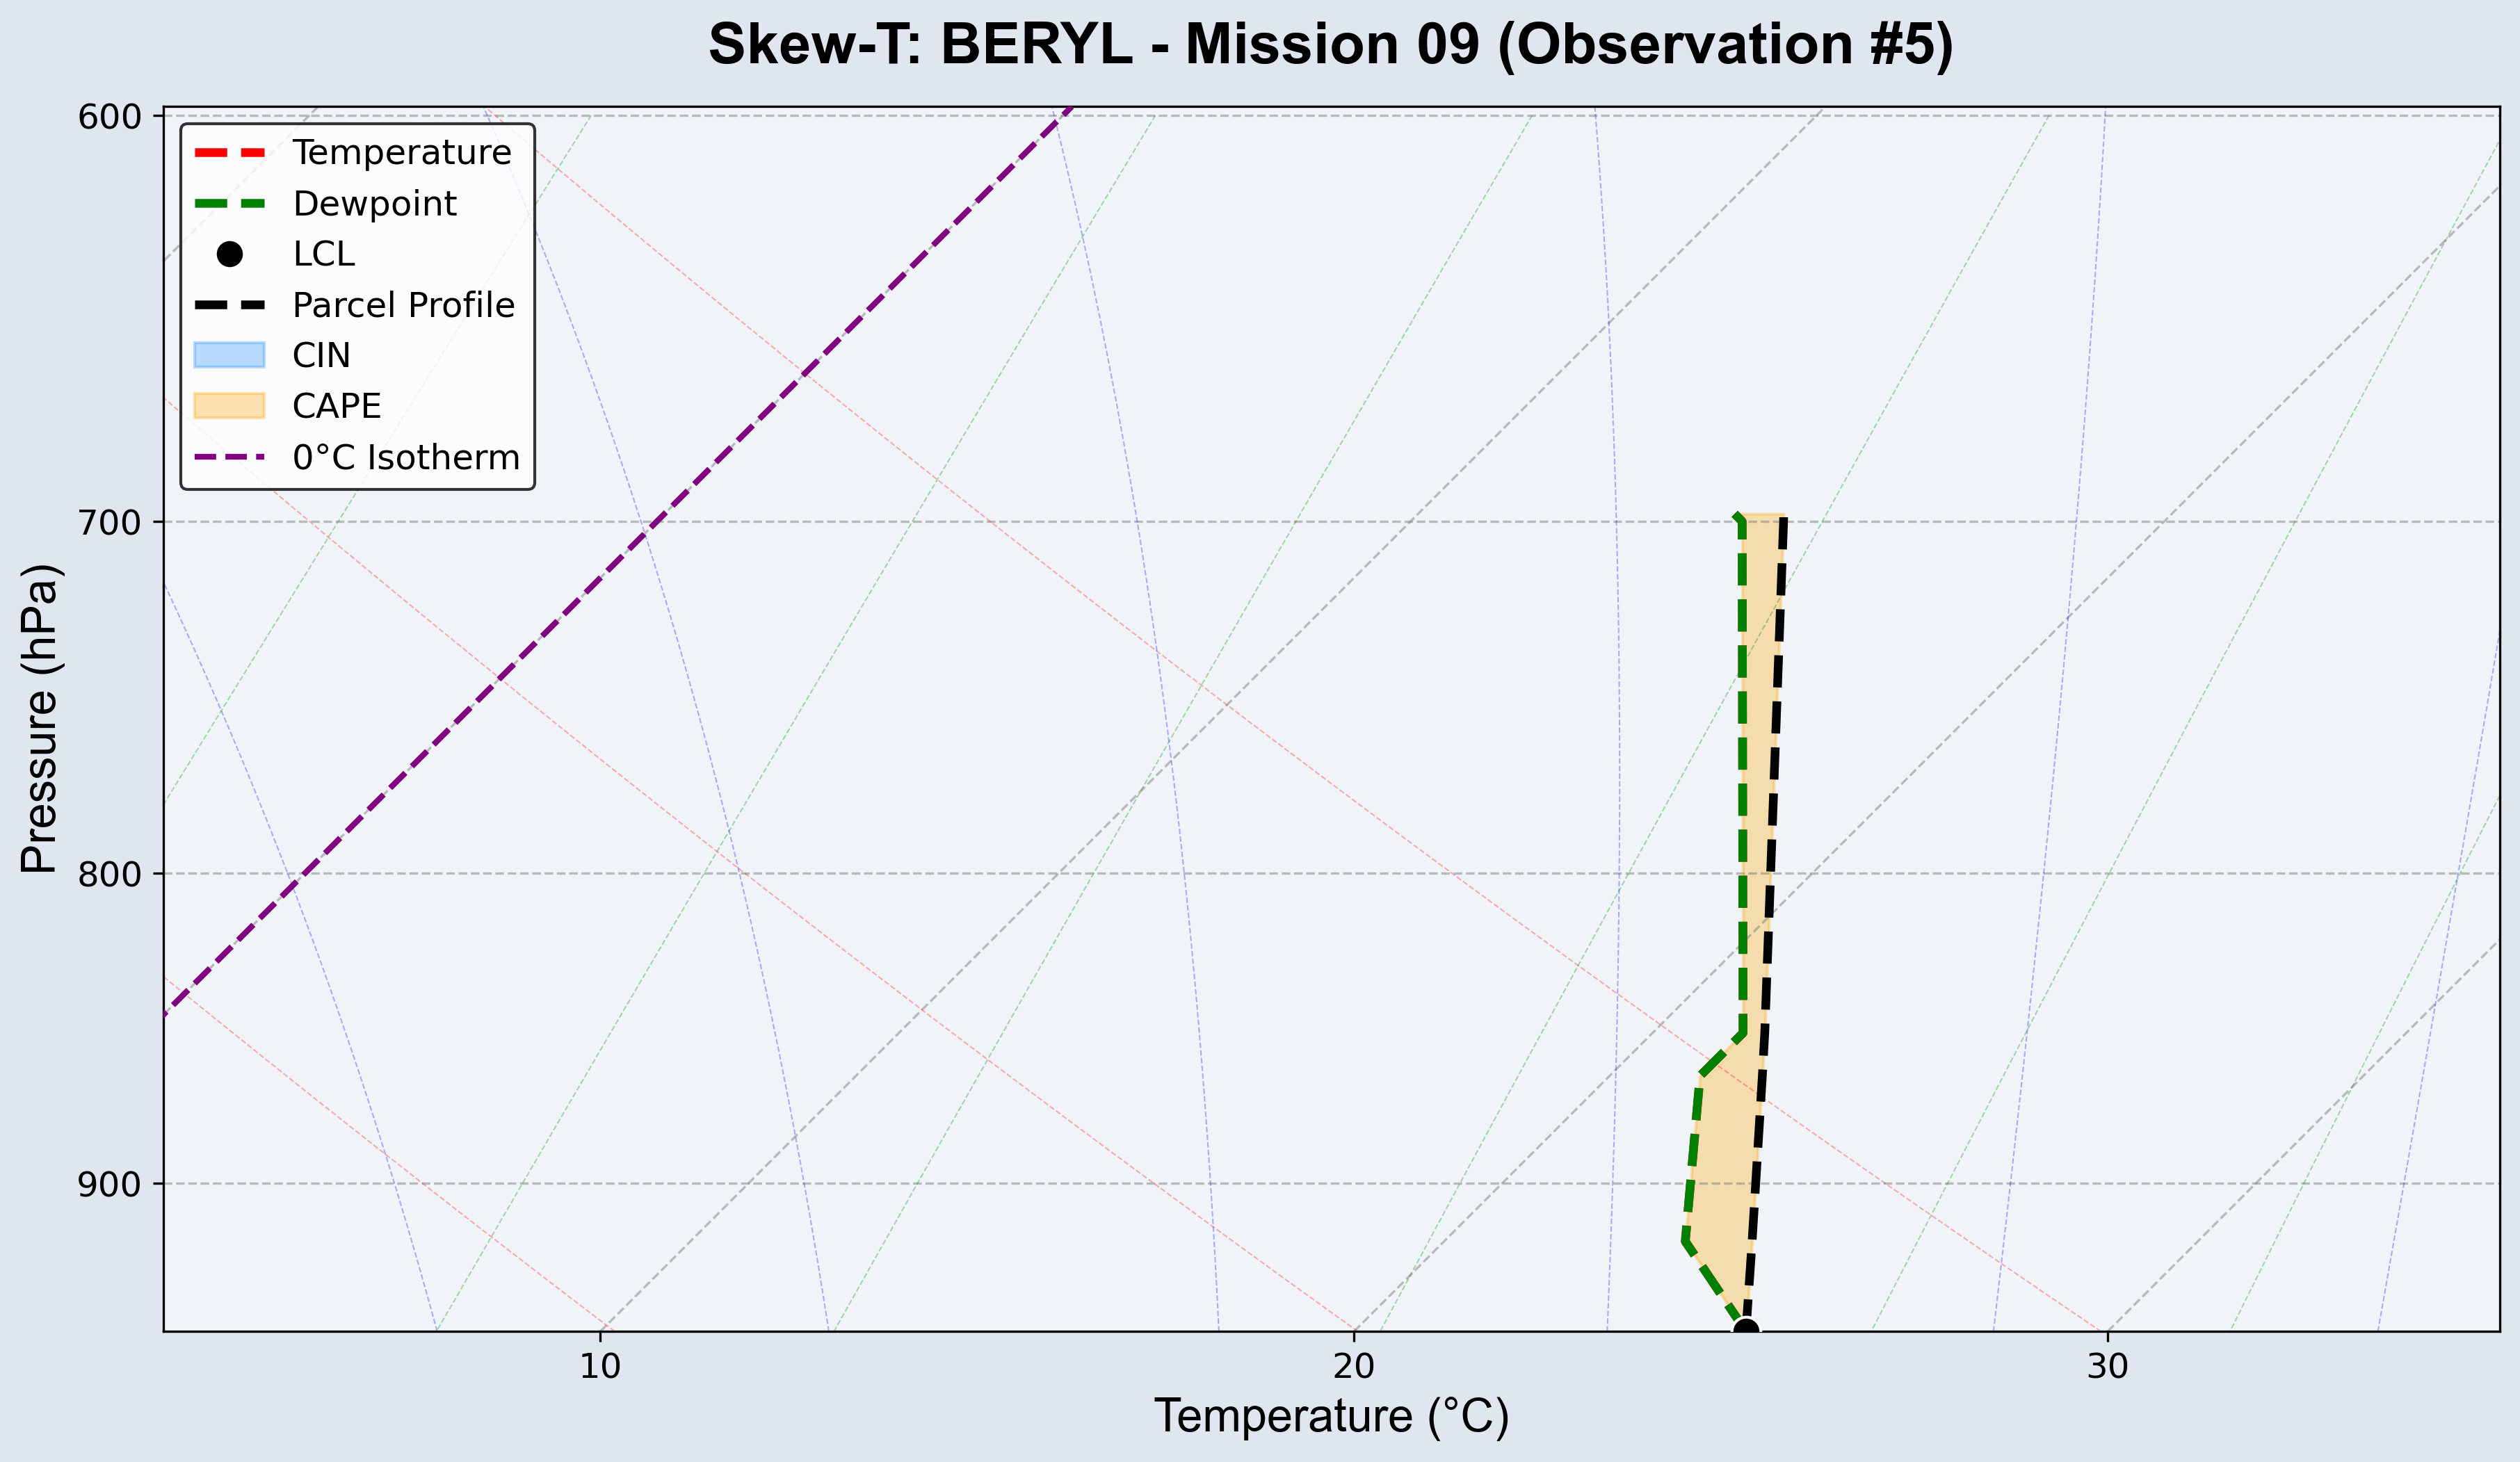 Skew-T: BERYL - Mission 09 (Observation #5)
Temperature
Dewpoint
LCL
Parcel Profile
CIN
CAPE
0°C Isotherm
600
700
800
900
Pressure (hPa)
10
20
30
Temperature (°C)